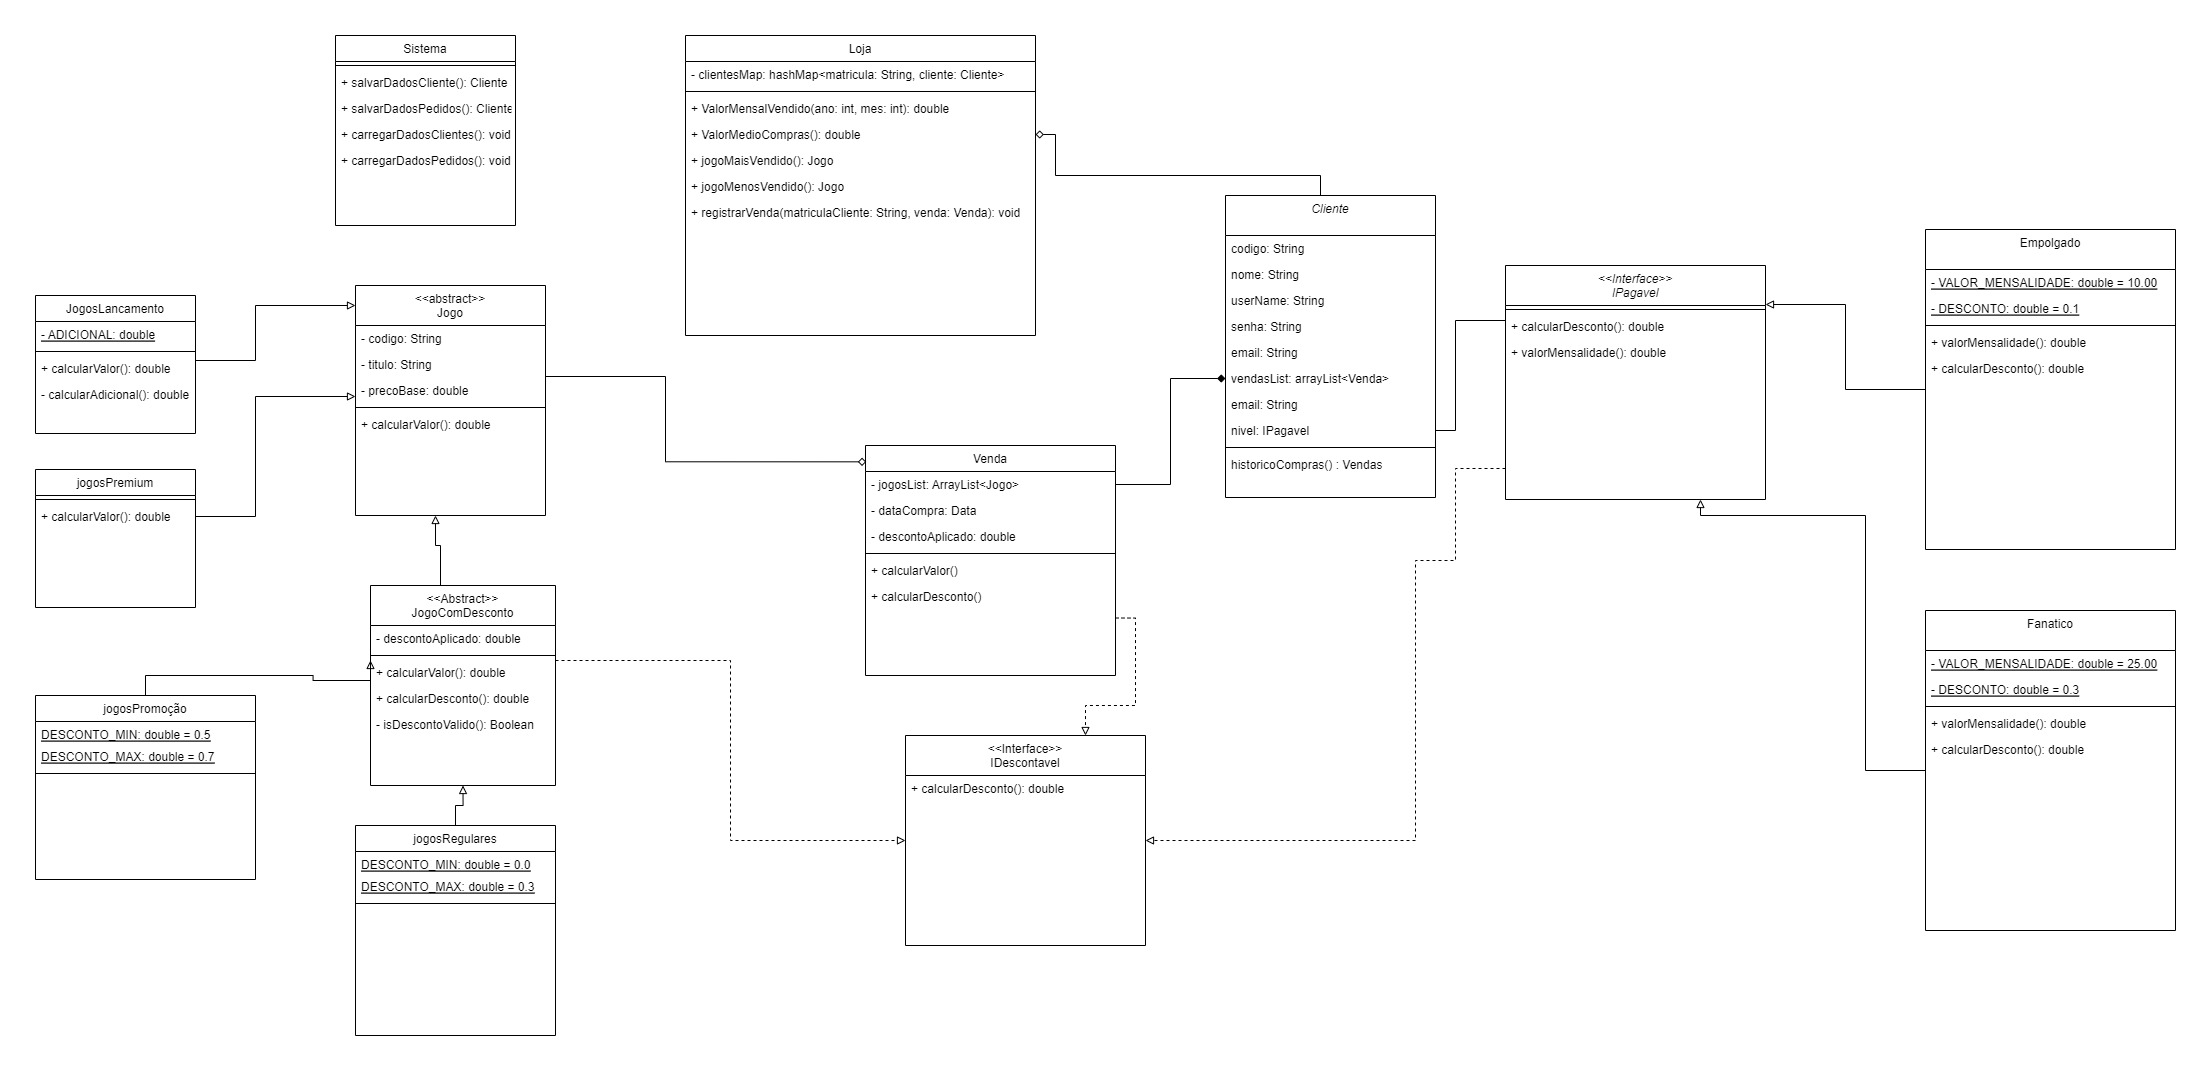 Sistema
+ salvarDadosCliente(): Cliente
+ salvarDadosPedidos(): Cliente
+ carregarDadosClientes(): void
+ carregarDadosPedidos(): void
Loja
- clientesMap: hashMap<matricula: String, cliente: Cliente>
+ ValorMensalVendido(ano: int, mes: int): double
+ ValorMedioCompras(): double
+ jogoMaisVendido(): Jogo
+ jogoMenosVendido(): Jogo
+ registrarVenda(matriculaCliente: String, venda: Venda): void
Cliente
codigo: String
nome: String
userName: String
senha: String
email: String
vendasList: arrayList<Venda>
email: String
nivel: IPagavel
historicoCompras() : Vendas
<<Interface>>
IPagavel
+ calcularDesconto(): double
+ valorMensalidade(): double
Empolgado
- VALOR_MENSALIDADE: double = 10.00
- DESCONTO: double = 0.1
+ valorMensalidade(): double
+ calcularDesconto(): double
JogosLancamento
- ADICIONAL: double
+ calcularValor(): double
- calcularAdicional(): double
<<abstract>>
Jogo
- codigo: String
- titulo: String
- precoBase: double
+ calcularValor(): double
jogosPremium
+ calcularValor(): double
Venda
- jogosList: ArrayList<Jogo>
- dataCompra: Data
- descontoAplicado: double
+ calcularValor()
+ calcularDesconto()
<<Abstract>>
JogoComDesconto
- descontoAplicado: double
+ calcularValor(): double
+ calcularDesconto(): double
- isDescontoValido(): Boolean
Fanatico
- VALOR_MENSALIDADE: double = 25.00
- DESCONTO: double = 0.3
+ valorMensalidade(): double
+ calcularDesconto(): double
jogosPromoção
DESCONTO_MIN: double = 0.5
DESCONTO_MAX: double = 0.7
<<Interface>>
IDescontavel
+ calcularDesconto(): double
jogosRegulares
DESCONTO_MIN: double = 0.0
DESCONTO_MAX: double = 0.3